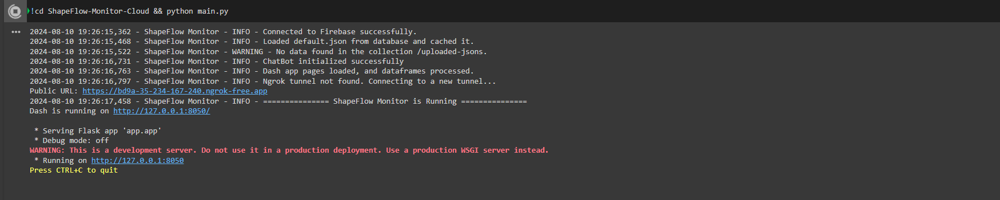 !cd ShapeFlow-Monitor-Cloud && python main.py
2024-08-10 19:26:15,362 - ShapeFlow Monitor - INFO - Connected to Firebase successfully.
2024-08-10 19:26:15,468 - ShapeFlow Monitor - INFO - Loaded default.json from database and cached it.
2024-08-10 19:26:15,522 - ShapeFlow Monitor - WARNING - No data found in the collection /uploaded-jsons.
2024-08-10 19:26:16,731 - ShapeFlow Monitor - INFO - ChatBot initialized successfully
2024-08-10 19:26:16,763 - ShapeFlow Monitor - INFO - Dash app pages loaded, and dataframes processed.
2024-08-10 19:26:16,797 - ShapeFlow Monitor - INFO - Ngrok tunnel not found. Connecting to a new tunnel...
Public URL: https://bd9a-35-234-167-240.ngrok-free.app
2024-08-10 19:26:17,458 - ShapeFlow Monitor - INFO - =============== ShapeFlow Monitor is Running ===============
Dash is running on http://127.0.0.1:8050/
* Serving Flask app 'app.app'
* Debug mode: off
WARNING: This is a development server. Do not use it in a production deployment. Use a production WSGI server instead.
* Running on http://127.0.0.1:8050
Press CTRL+C to quit